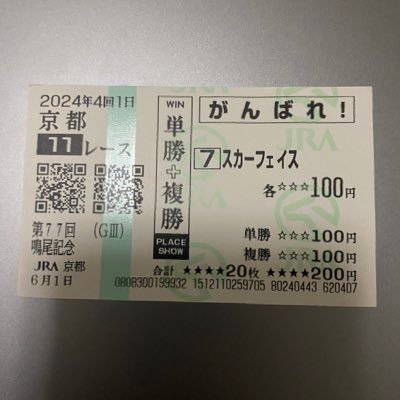 2024年4回1日
京都
11レース
第77回 (GⅢ)
鳴尾記念
JRA 京都
6月1日
WIN
単勝+複勝
PLACE
SHOW
がんばれ!
JRA
7 スカーフェイス
各☆☆☆100円
単勝 ☆☆☆100円
複勝 ☆☆☆100円
合計 ★★★★20枚 ★★★★200円
0808300199932 1512110259705 80240443 620407